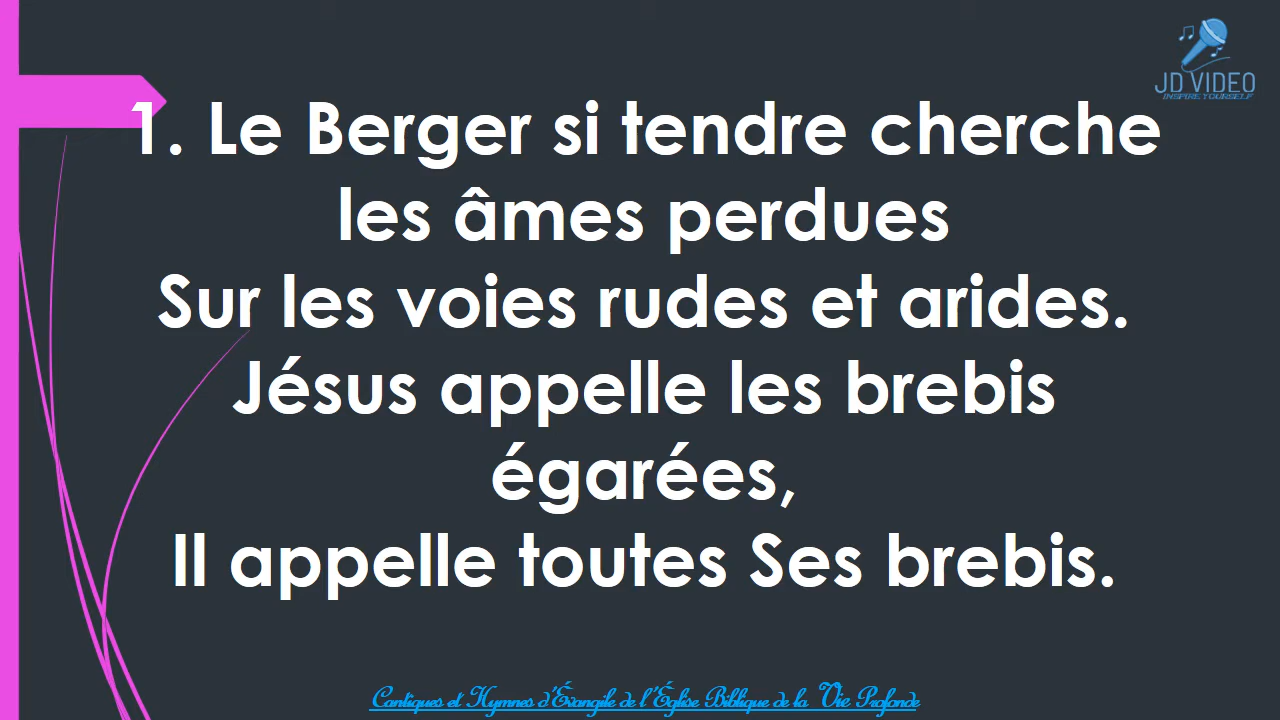 JD VIDEO
INSPIRE YOURSELF
1. Le Berger si tendre cherche
les âmes perdues
Sur les voies rudes et arides.
Jésus appelle les brebis
égarées,
Il appelle toutes Ses brebis.
Cantiques et Hymnes d'Évangile de l'Église Biblique de la Vie Profonde